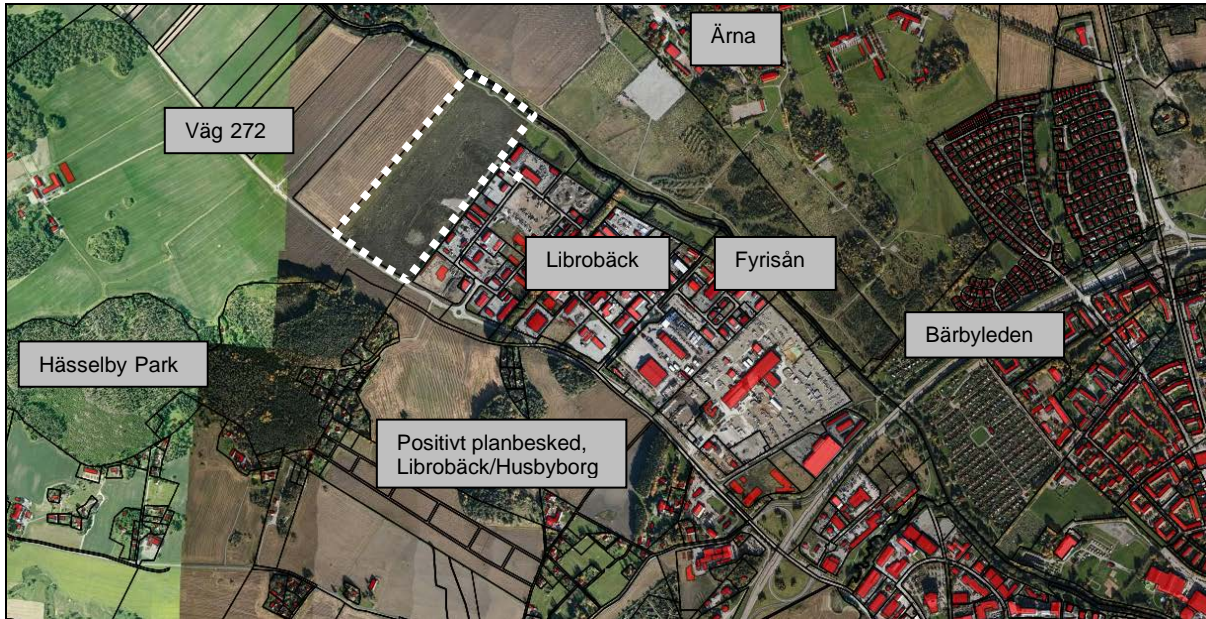 Ärna
Väg 272
Librobäck
Fyrisån
Bärbyleden
Hässelby Park
Positivt planbesked,
Librobäck/Husbyborg